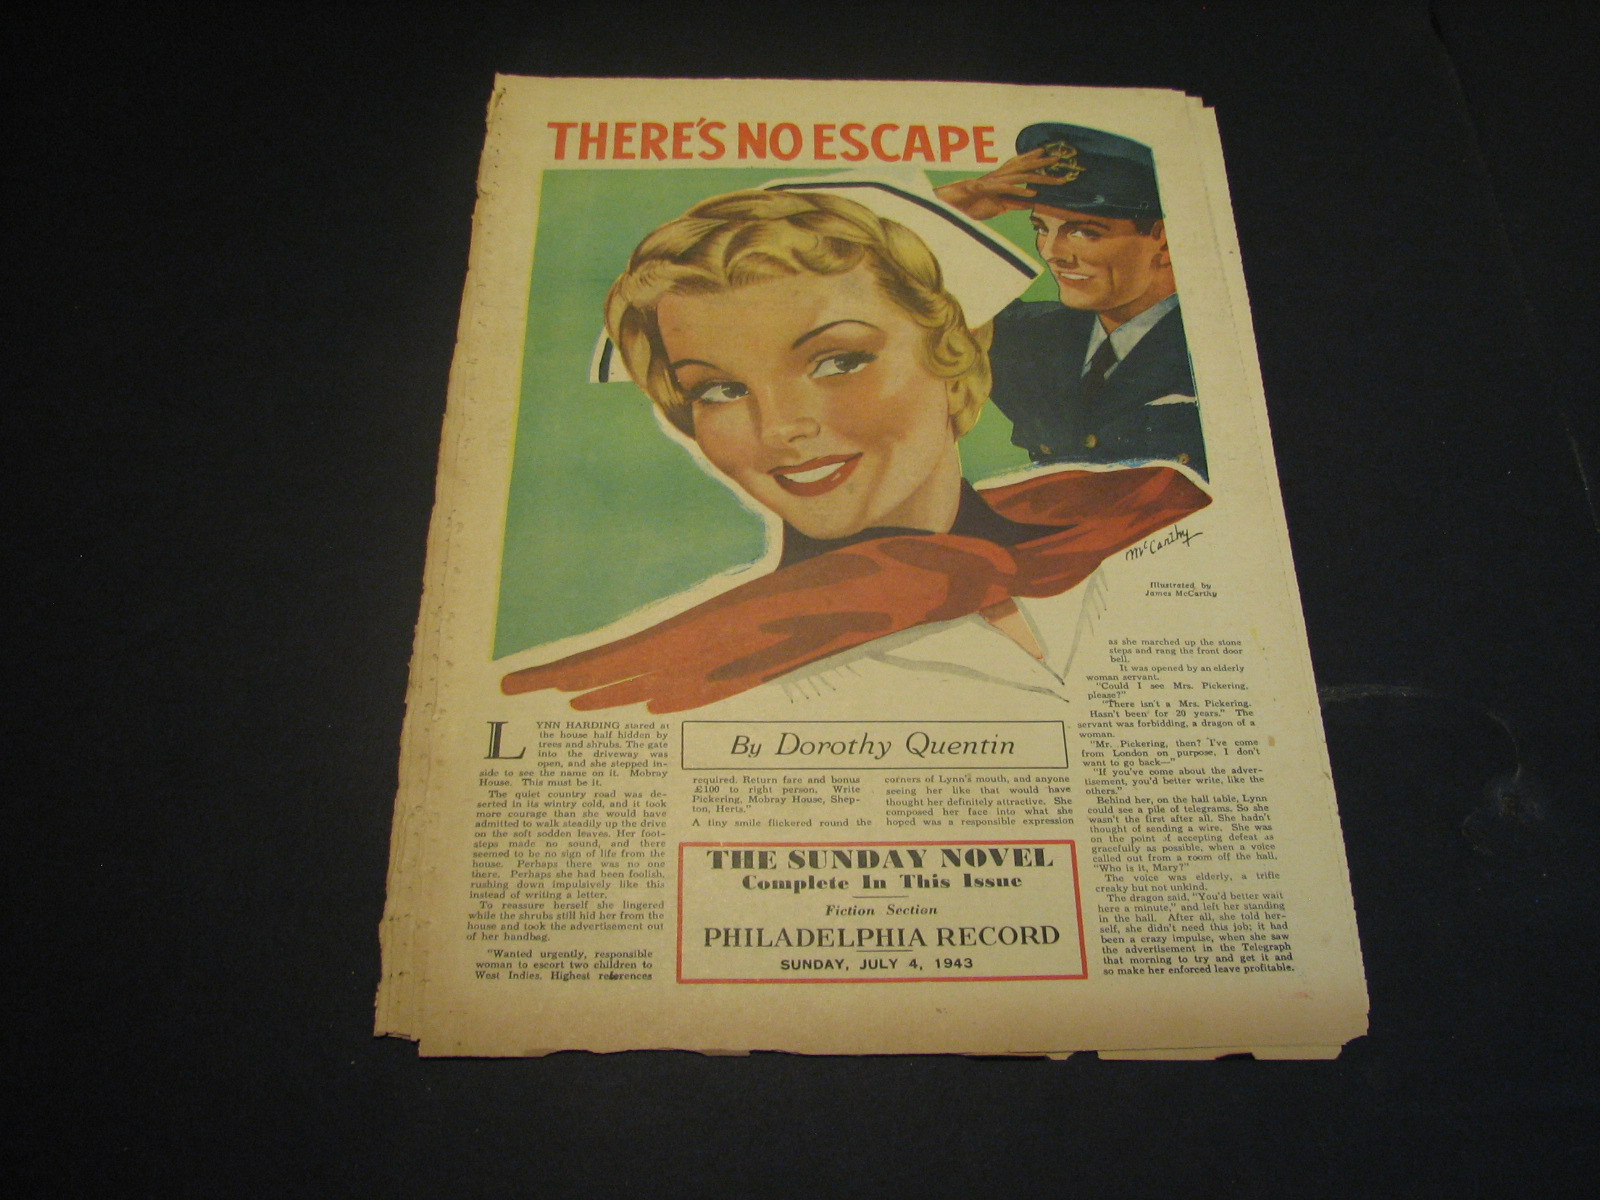 THERE'S NO ESCAPE
McCarthy
Illustrated by
James McCarthy
LYNN HARDING stared at
the house half hidden by
trees and shrubs. The gate
into the driveway was
open, and she stepped in-
side to see the name on it. Mobray
House. This must be it.
The quiet country road was de-
serted in its wintry cold, and it took
more courage than she would have
admitted to walk steadily up the drive
on the soft sodden leaves. Her foot-
steps made no sound, and there
seemed to be no sign of life from the
house. Perhaps there was no one
there. Perhaps she had been foolish,
rushing down impulsively like this
instead of writing a letter.
To reassure herself she lingered
while the shrubs still hid her from the
house and took the advertisement out
of her handbag.
"Wanted urgently, responsible
woman to escort two children to
West Indies. Highest references
By Dorothy Quentin
required. Return fare and bonus
£100 to right person. Write
Pickering, Mobray House, Shep-
ton, Herts."
A tiny smile flickered round the
corners of Lynn's mouth, and anyone
seeing her like that would have
thought her definitely attractive. She
composed her face into what she
hoped was a responsible expression
THE SUNDAY NOVEL
Complete In This Issue
Fiction Section
PHILADELPHIA RECORD
SUNDAY, JULY 4, 1943
as she marched up the stone
steps and rang the front door
bell.
It was opened by an elderly
woman servant.
"Could I see Mrs. Pickering,
please?"
"There isn't a Mrs. Pickering.
Hasn't been for 20 years." The
servant was forbidding, a dragon of a
woman.
"Mr. Pickering, then? I've come
from London on purpose, I don't
want to go back—"
"If you've come about the adver-
tisement, you'd better write, like the
others."
Behind her, on the hall table, Lynn
could see a pile of telegrams. So she
wasn't the first after all. She hadn't
thought of sending a wire. She was
on the point of accepting defeat as
gracefully as possible, when a voice
called out from a room off the hall,
"Who is it, Mary?"
The voice was elderly, a trifle
creaky but not unkind.
The dragon said, "You'd better wait
here a minute," and left her standing
in the hall. After all, she told her-
self, she didn't need this job; it had
been a crazy impulse, when she saw
the advertisement in the Telegraph
that morning to try and get it and
so make her enforced leave profitable.